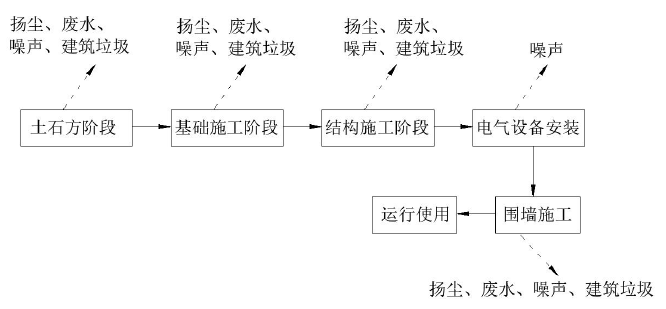 扬尘、废水、
噪声、建筑垃圾
扬尘、废水、
噪声、建筑垃圾
扬尘、废水、
噪声、建筑垃圾
噪声
土石方阶段
基础施工阶段
结构施工阶段
电气设备安装
运行使用
围墙施工
扬尘、废水、噪声、建筑垃圾